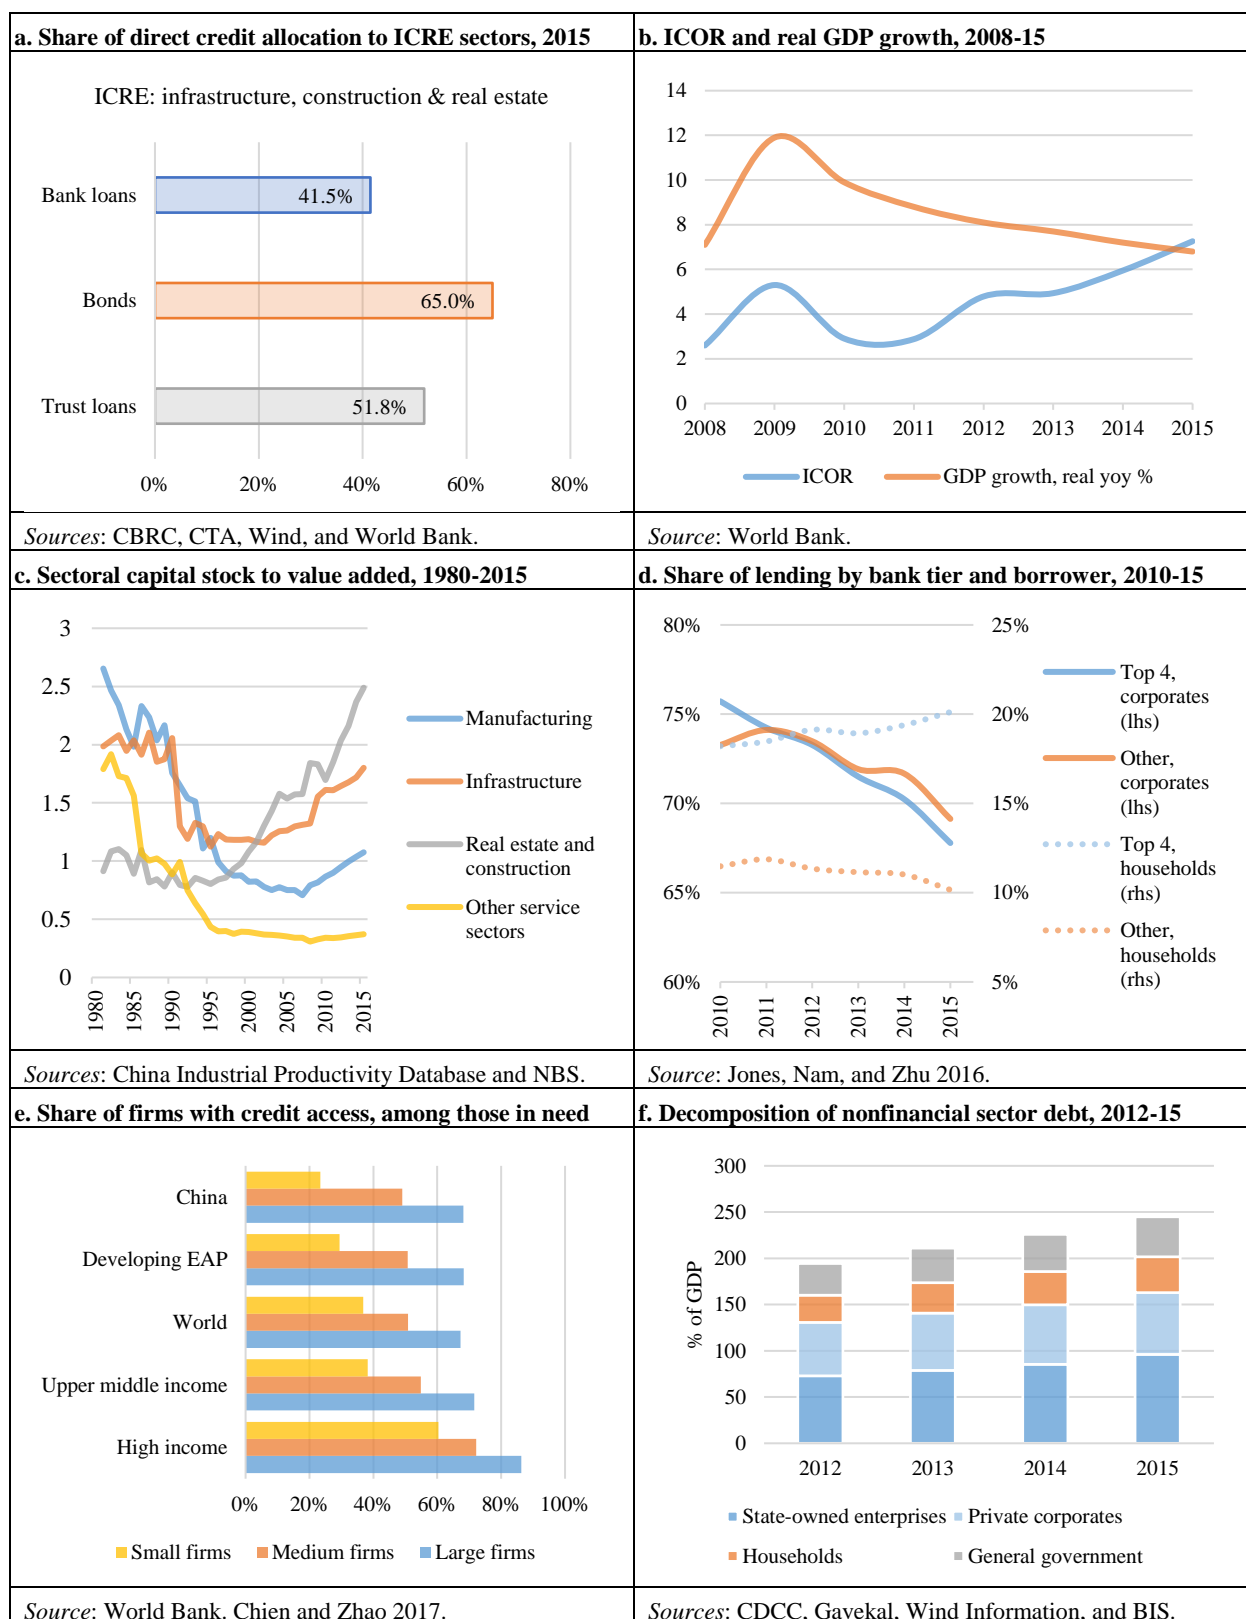 a. Share of direct credit allocation to ICRE sectors, 2015
ICRE: infrastructure, construction & real estate
Bank loans
41.5%
Bonds
65.0%
Trust loans
51.8%
0% 20% 40% 60% 80%
Sources: CBRC, CTA, Wind, and World Bank.
b. ICOR and real GDP growth, 2008-15
14
12
10
8
6
4
2
0
2008 2009 2010 2011 2012 2013 2014 2015
ICOR GDP growth, real yoy %
Source: World Bank.
c. Sectoral capital stock to value added, 1980-2015
3
2.5
2
1.5
1
0.5
0
1980 1985 1990 1995 2000 2005 2010 2015
Manufacturing
Infrastructure
Real estate and
construction
Other service
sectors
Sources: China Industrial Productivity Database and NBS.
d. Share of lending by bank tier and borrower, 2010-15
80% 25%
75% 20%
70% 15%
65% 10%
60% 5%
2010 2011 2012 2013 2014 2015
Top 4,
corporates
(lhs)
Other,
corporates
(lhs)
Top 4,
households
(rhs)
Other,
households
(rhs)
Source: Jones, Nam, and Zhu 2016.
e. Share of firms with credit access, among those in need
China
Developing EAP
World
Upper middle income
High income
0% 20% 40% 60% 80% 100%
Small firms Medium firms Large firms
Source: World Bank, Chien and Zhao 2017.
f. Decomposition of nonfinancial sector debt, 2012-15
% of GDP
300
250
200
150
100
50
0
2012 2013 2014 2015
State-owned enterprises Private corporates
Households General government
Sources: CDCC, Gavekal, Wind Information, and BIS.